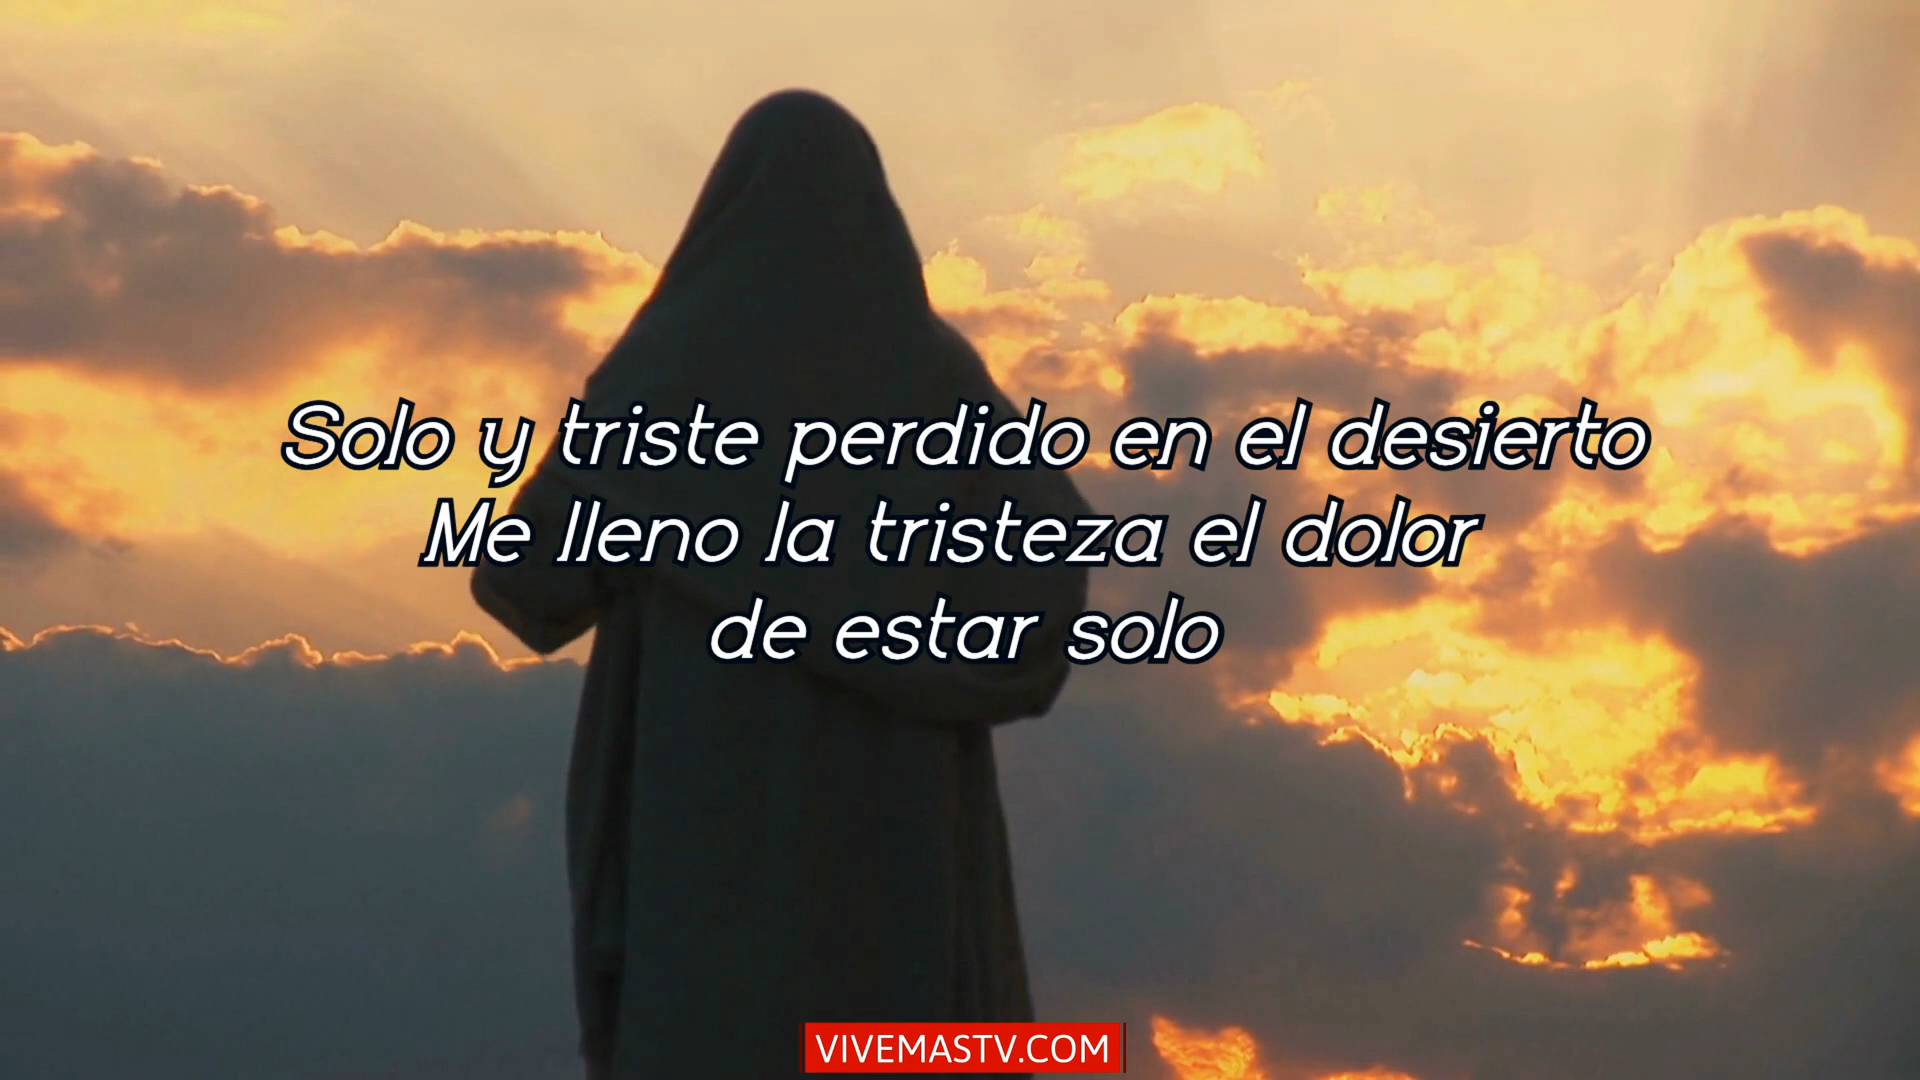 Solo y triste perdido en el desierto
Me lleno la tristeza el dolor
de estar solo
VIVEMASTV.COM